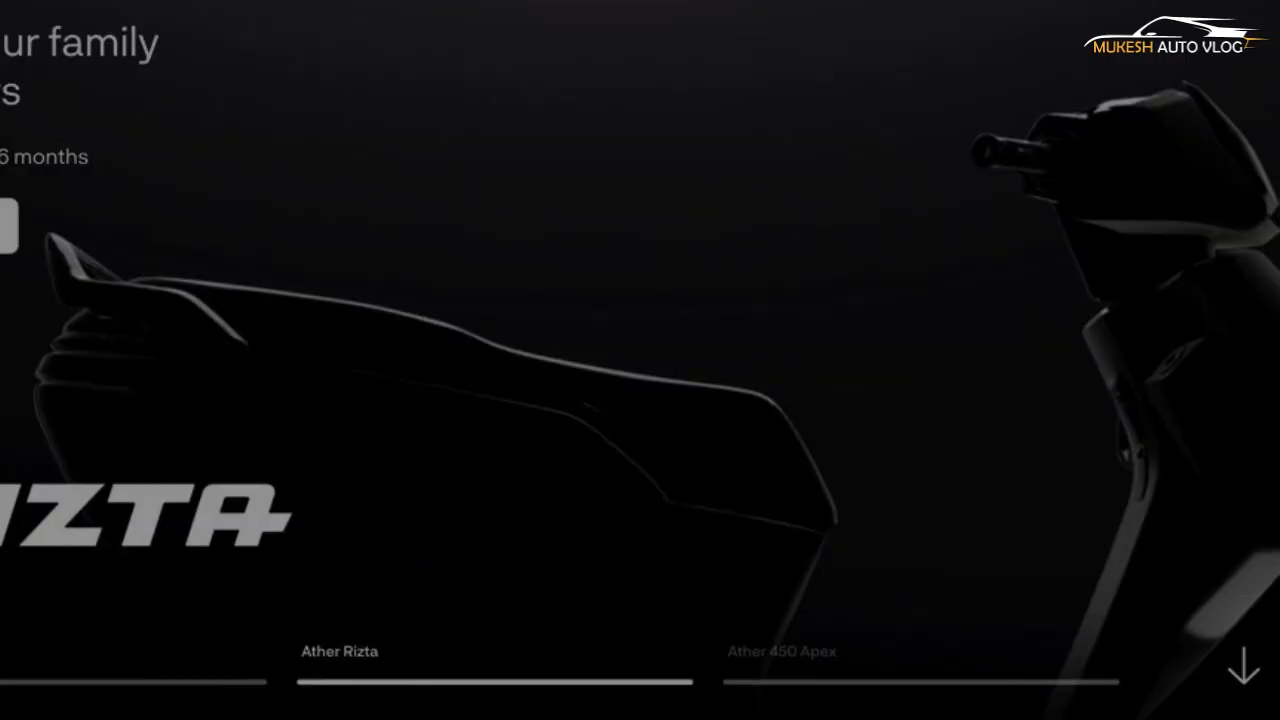 ur family
MUKESH AUTO VLOG
s
6 months
IZTA
Ather Rizta
Ather 450 Apex